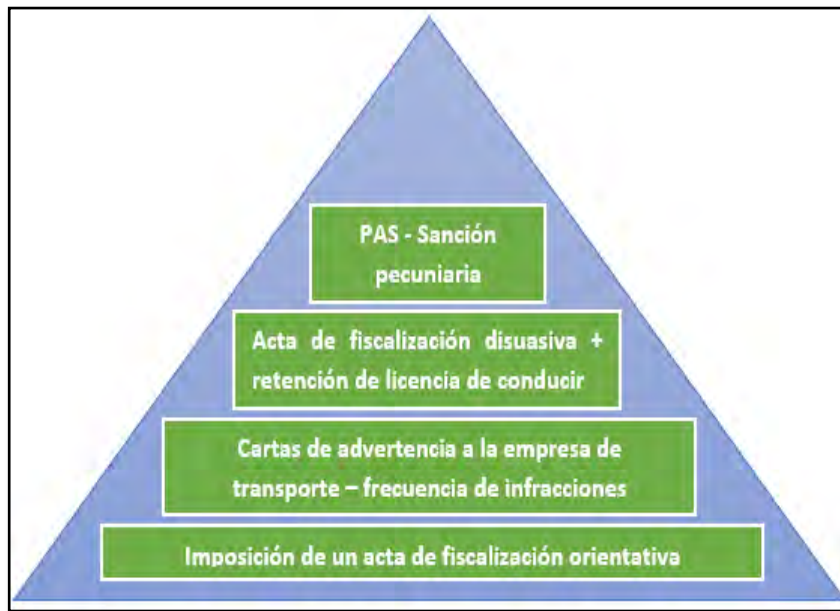 PAS - Sanción
pecuniaria
Acta de fiscalización disuasiva +
retención de licencia de conducir
Cartas de advertencia a la empresa de
transporte – frecuencia de infracciones
Imposición de un acta de fiscalización orientativa